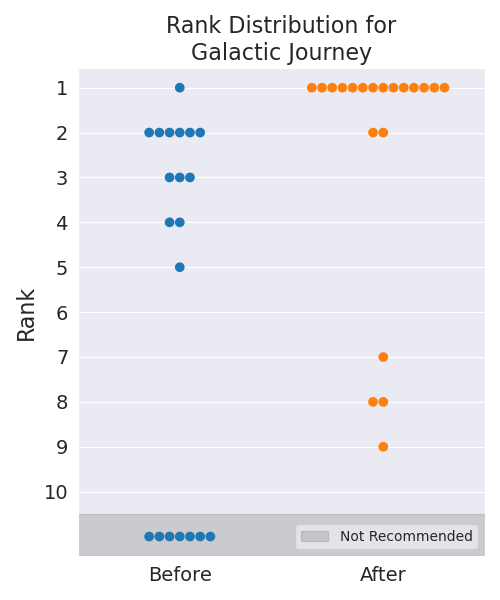 Rank Distribution for
Galactic Journey
Rank
1
2
3
4
5
6
7
8
9
10
Not Recommended
Before After